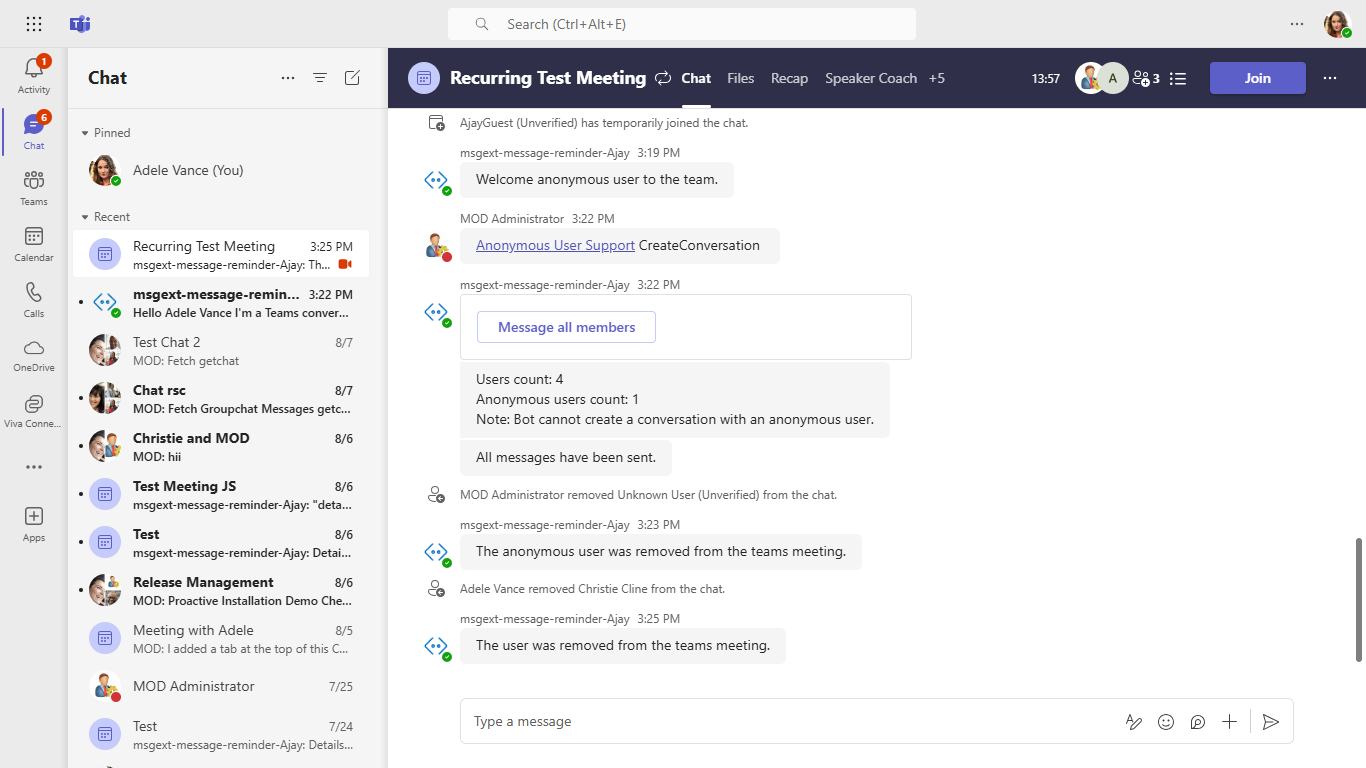 Search (Ctrl+Alt+E)
1
Activity
6
Chat
Teams
Calendar
Calls
OneDrive
Viva Conne...
Apps
Chat
Pinned
Adele Vance (You)
Recent
Recurring Test Meeting 3:25 PM
msgext-message-reminder-Ajay: Th...
msgext-message-remin... 3:22 PM
Hello Adele Vance I'm a Teams conver...
Test Chat 2 8/7
MOD: Fetch getchat
Chat rsc 8/7
MOD: Fetch Groupchat Messages getc...
Christie and MOD 8/6
MOD: hii
Test Meeting JS 8/6
msgext-message-reminder-Ajay: "deta...
Test 8/6
msgext-message-reminder-Ajay: Detai...
Release Management 8/6
MOD: Proactive Installation Demo Che...
Meeting with Adele 8/5
MOD: I added a tab at the top of this C...
MOD Administrator 7/25
Test 7/24
msgext-message-reminder-Ajay: Details...
Recurring Test Meeting Chat Files Recap Speaker Coach +5 13:57 A 3 Join
AjayGuest (Unverified) has temporarily joined the chat.
msgext-message-reminder-Ajay 3:19 PM
Welcome anonymous user to the team.
MOD Administrator 3:22 PM
Anonymous User Support CreateConversation
msgext-message-reminder-Ajay 3:22 PM
Message all members
Users count: 4
Anonymous users count: 1
Note: Bot cannot create a conversation with an anonymous user.
All messages have been sent.
MOD Administrator removed Unknown User (Unverified) from the chat.
msgext-message-reminder-Ajay 3:23 PM
The anonymous user was removed from the teams meeting.
Adele Vance removed Christie Cline from the chat.
msgext-message-reminder-Ajay 3:25 PM
The user was removed from the teams meeting.
Type a message